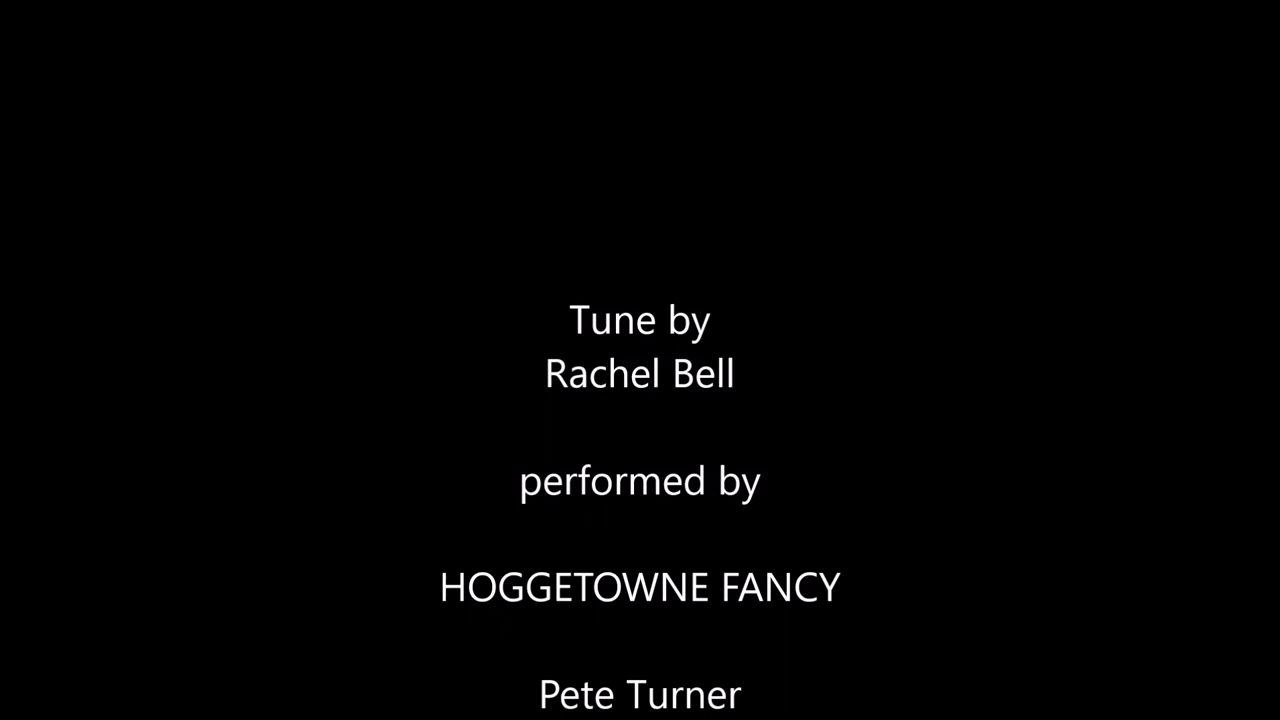 Tune by
Rachel Bell
performed by
HOGGETOWNE FANCY
Pete Turner